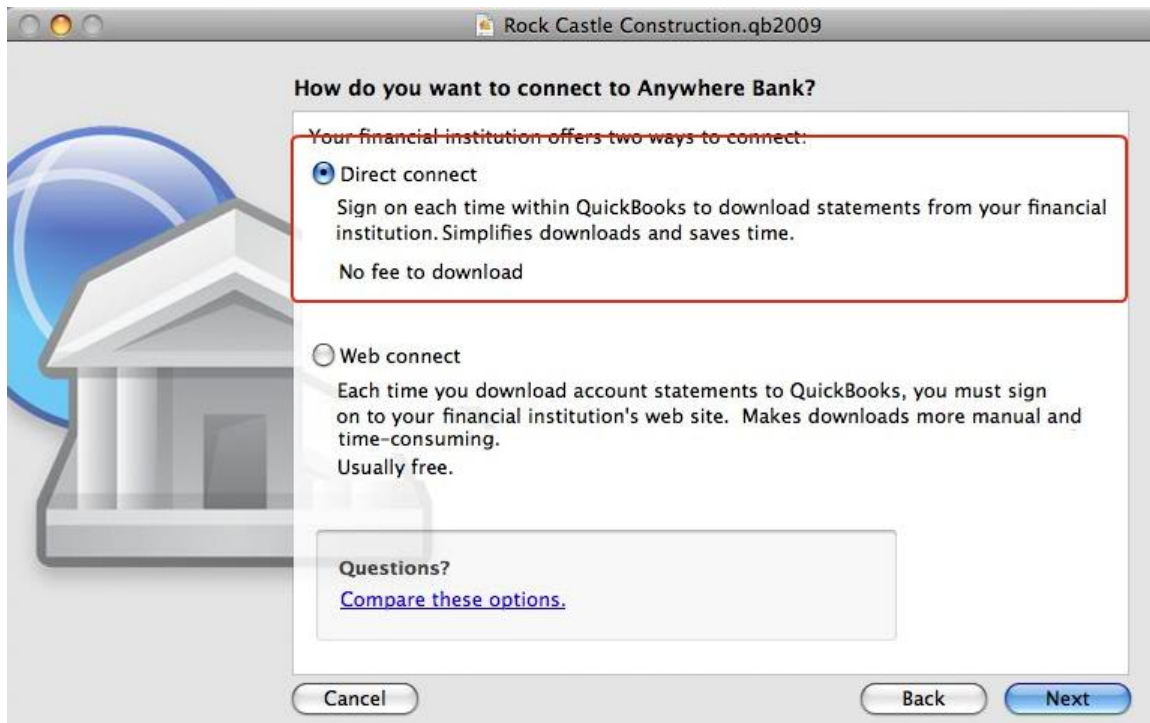 Rock Castle Construction.qb2009
How do you want to connect to Anywhere Bank?
Your financial institution offers two ways to connect:
Direct connect
Sign on each time within QuickBooks to download statements from your financial
institution. Simplifies downloads and saves time.
No fee to download
Web connect
Each time you download account statements to QuickBooks, you must sign
on to your financial institution's web site. Makes downloads more manual and
time-consuming.
Usually free.
Questions?
Compare these options.
Cancel
Back
Next